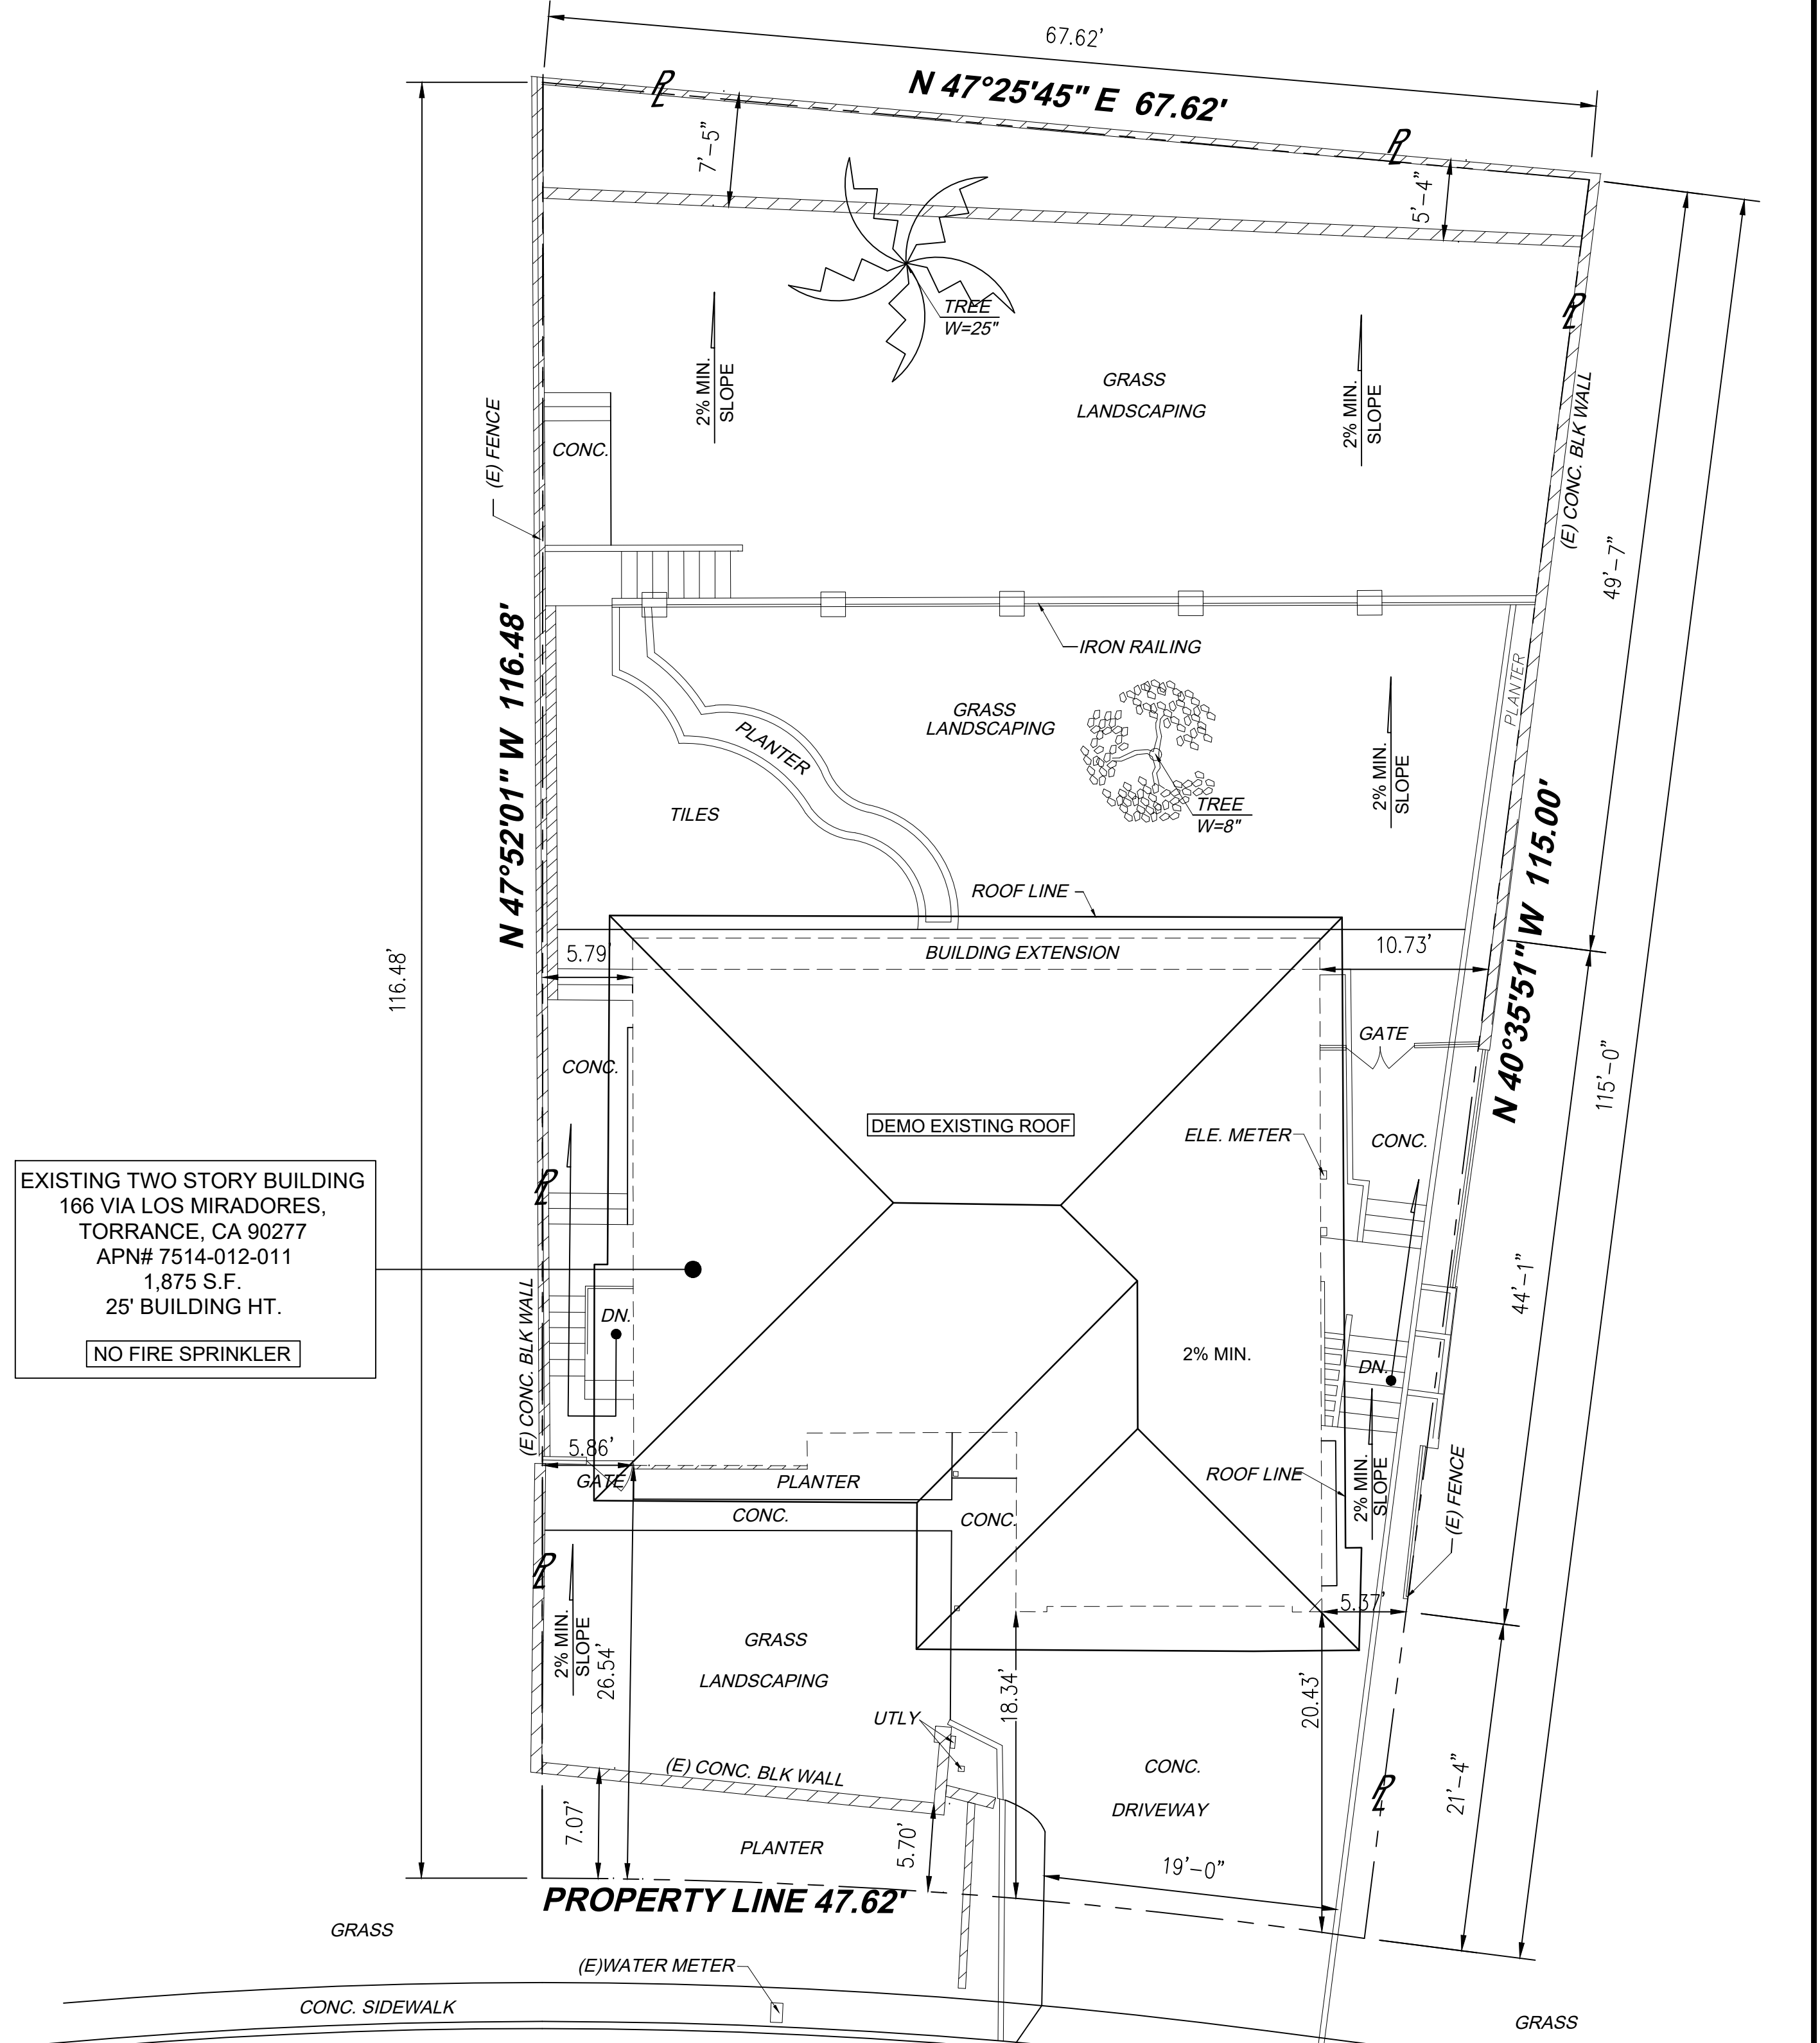 67.62'
N 47°25'45" E 67.62'
PL
PL
7'-5"
5'-4"
TREE
W=25"
PL
2% MIN.
SLOPE
GRASS
LANDSCAPING
2% MIN.
SLOPE
(E) FENCE
CONC.
(E) CONC. BLK WALL
49'-7"
N 47°52'01" W 116.48'
IRON RAILING
PLANTER
GRASS
LANDSCAPING
PLANTER
2% MIN.
SLOPE
TILES
TREE
W=8"
N 40°35'51" W 115.00'
ROOF LINE
5.79'
BUILDING EXTENSION
10.73'
116.48'
GATE
115'-0"
CONC.
DEMO EXISTING ROOF
ELE. METER
CONC.
PL
EXISTING TWO STORY BUILDING
166 VIA LOS MIRADORES,
TORRANCE, CA 90277
APN# 7514-012-011
1,875 S.F.
25' BUILDING HT.
NO FIRE SPRINKLER
(E) CONC. BLK WALL
DN.
44'-1"
2% MIN.
DN.
5.86'
GATE
PLANTER
ROOF LINE
2% MIN.
SLOPE
(E) FENCE
CONC.
CONC.
PL
5.37'
2% MIN.
SLOPE
26.54'
GRASS
LANDSCAPING
18.34'
20.43'
UTLY
(E) CONC. BLK WALL
CONC.
DRIVEWAY
PL
21'-4"
7.07'
PLANTER
5.70'
19'-0"
PROPERTY LINE 47.62'
GRASS
(E)WATER METER
CONC. SIDEWALK
GRASS